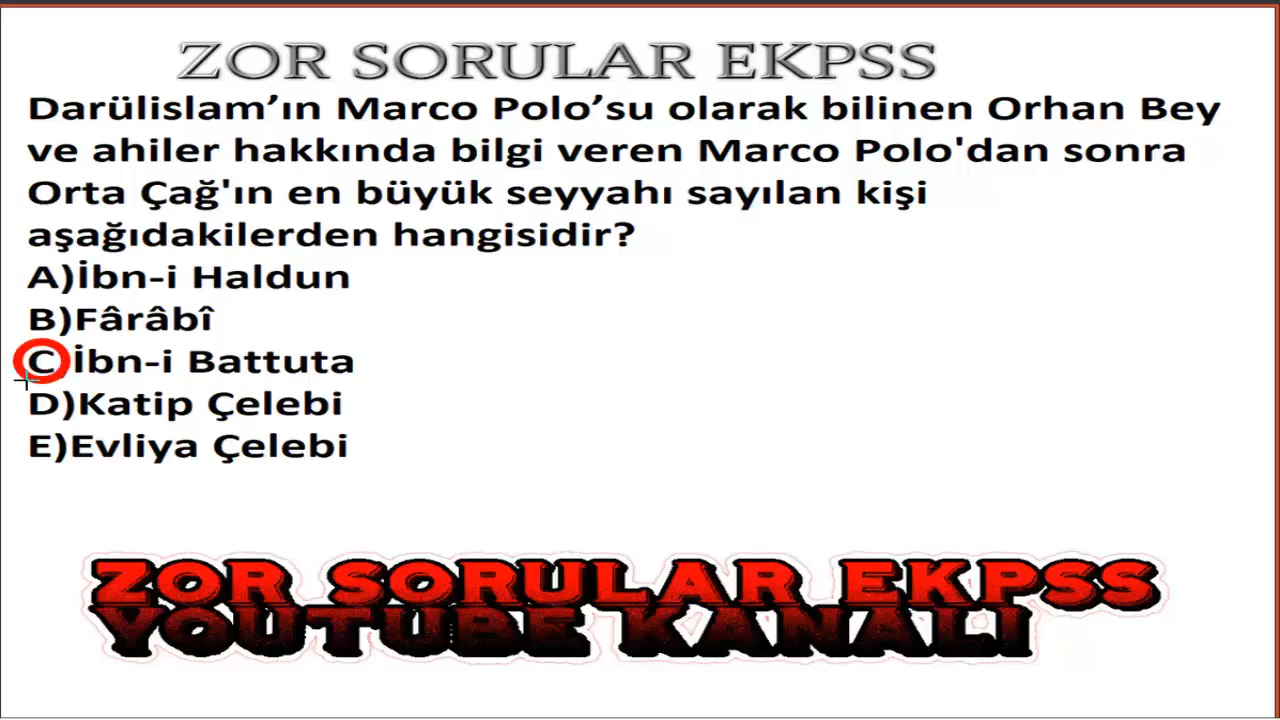 ZOR SORULAR EKPSS
Darülislam’ın Marco Polo’su olarak bilinen Orhan Bey
ve ahiler hakkında bilgi veren Marco Polo'dan sonra
Orta Çağ'ın en büyük seyyahı sayılan kişi
aşağıdakilerden hangisidir?
A)İbn-i Haldun
B)Fârâbî
C)İbn-i Battuta
D)Katip Çelebi
E)Evliya Çelebi
ZOR SORULAR EKPSS
YOUTUBE KANALI